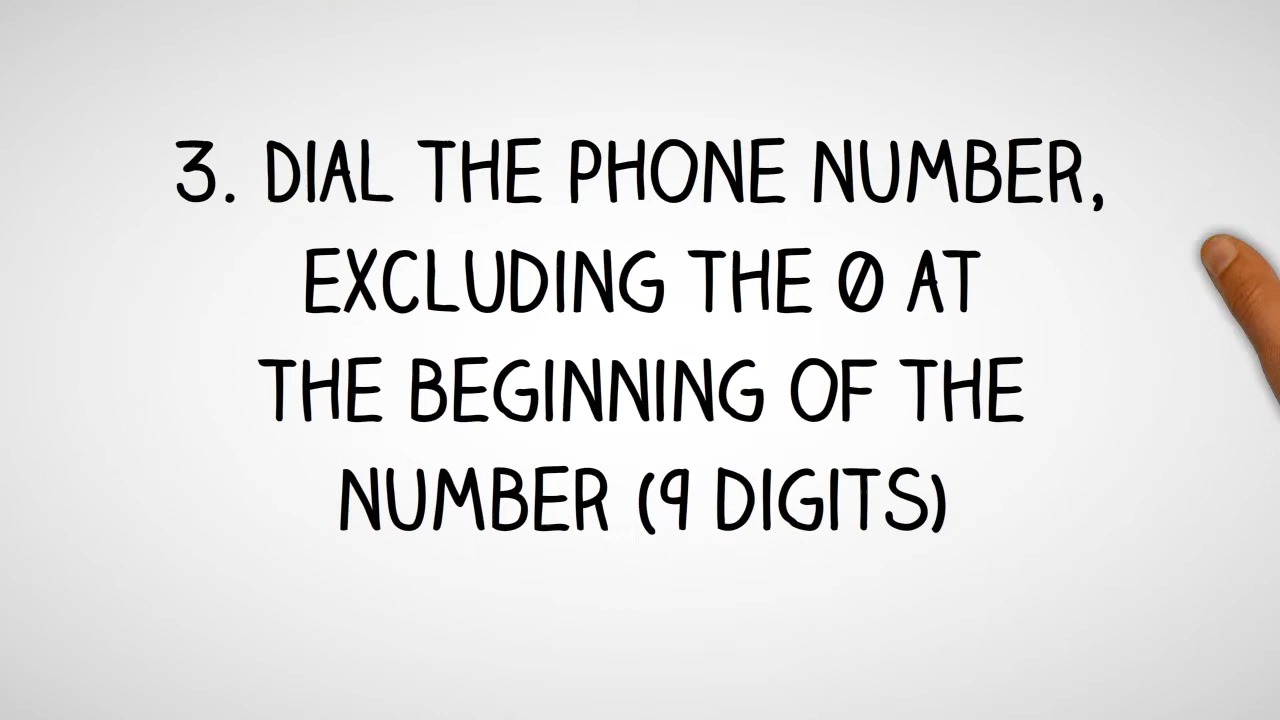 3. DIAL THE PHONE NUMBER,
EXCLUDING THE 0 AT
THE BEGINNING OF THE
NUMBER (9 DIGITS)